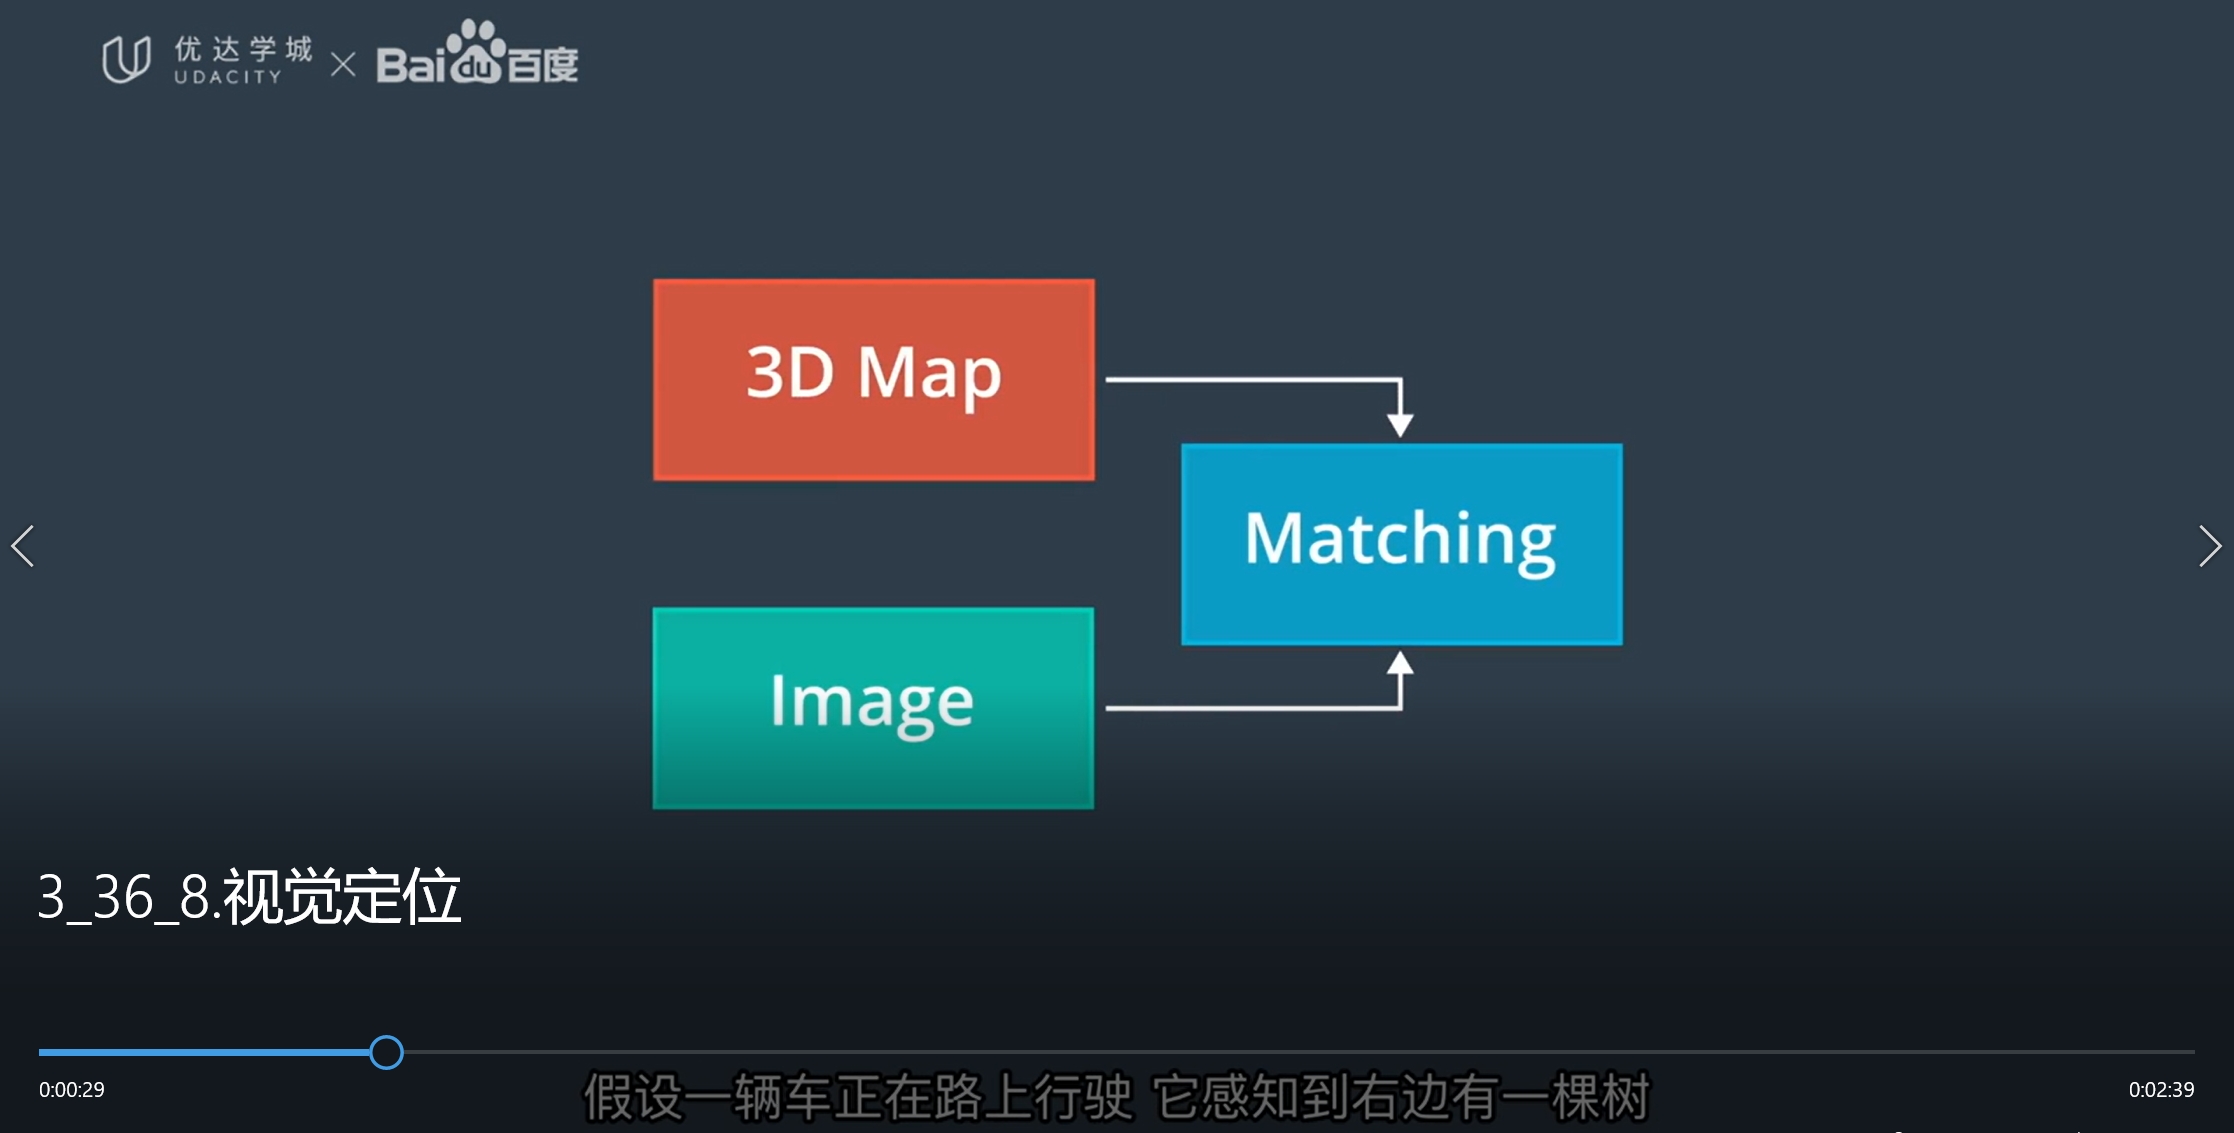 优达学城
UDACITY
×
Baidu百度
3D Map
Matching
Image
3_36_8.视觉定位
0:00:29
假设一辆车正在路上行驶 它感知到右边有一棵树
0:02:39